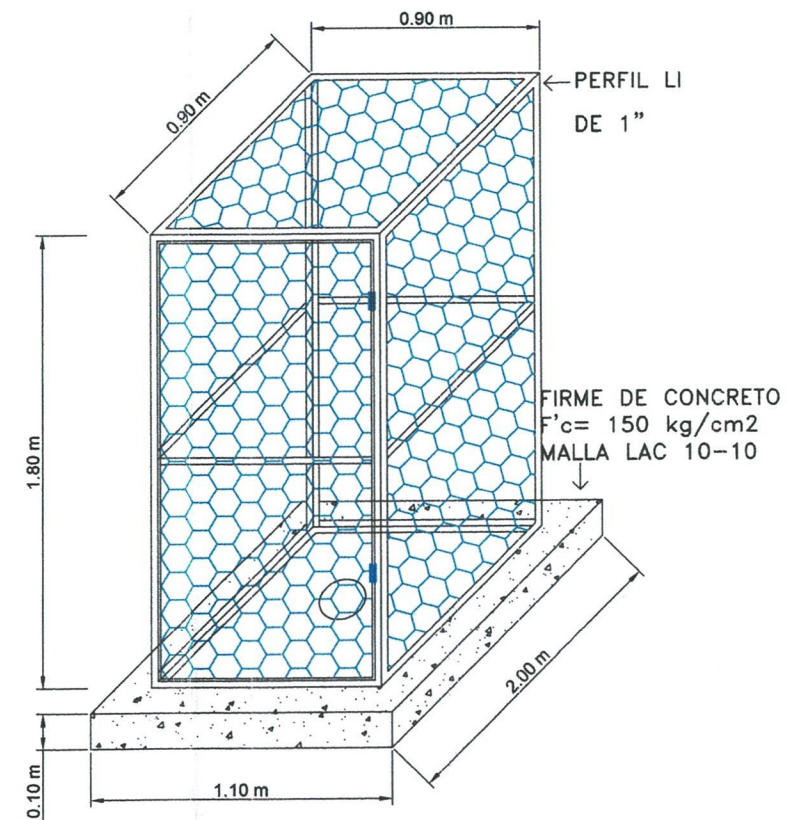 0.90 m
0.90 m
PERFIL LI
DE 1”
1.80 m
FIRME DE CONCRETO
F'c= 150 kg/cm2
MALLA LAC 10-10
2.00 m
0.10 m
1.10 m